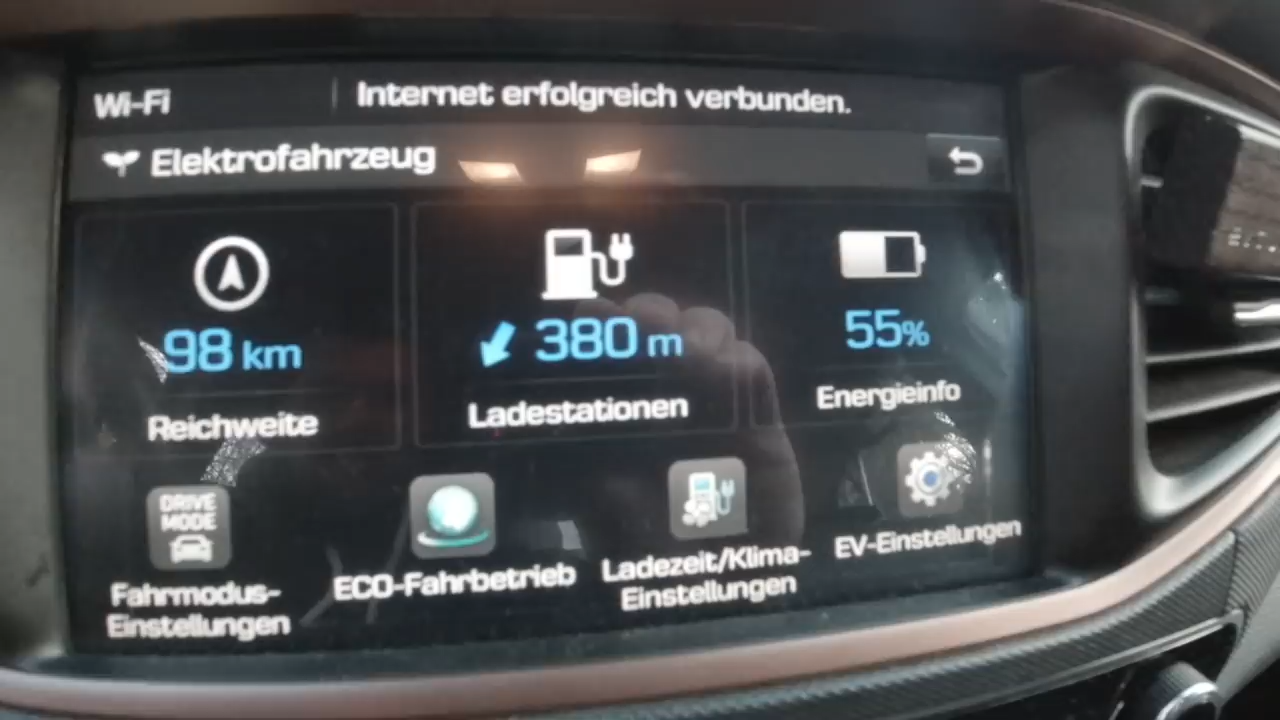 Wi-Fi
Internet erfolgreich verbunden.
Elektrofahrzeug
98 km
380 m
55%
Reichweite
Ladestationen
Energieinfo
DRIVE
MODE
Fahrmodus-
Einstellungen
ECO-Fahrbetrieb
Ladezeit/Klima-
Einstellungen
EV-Einstellungen